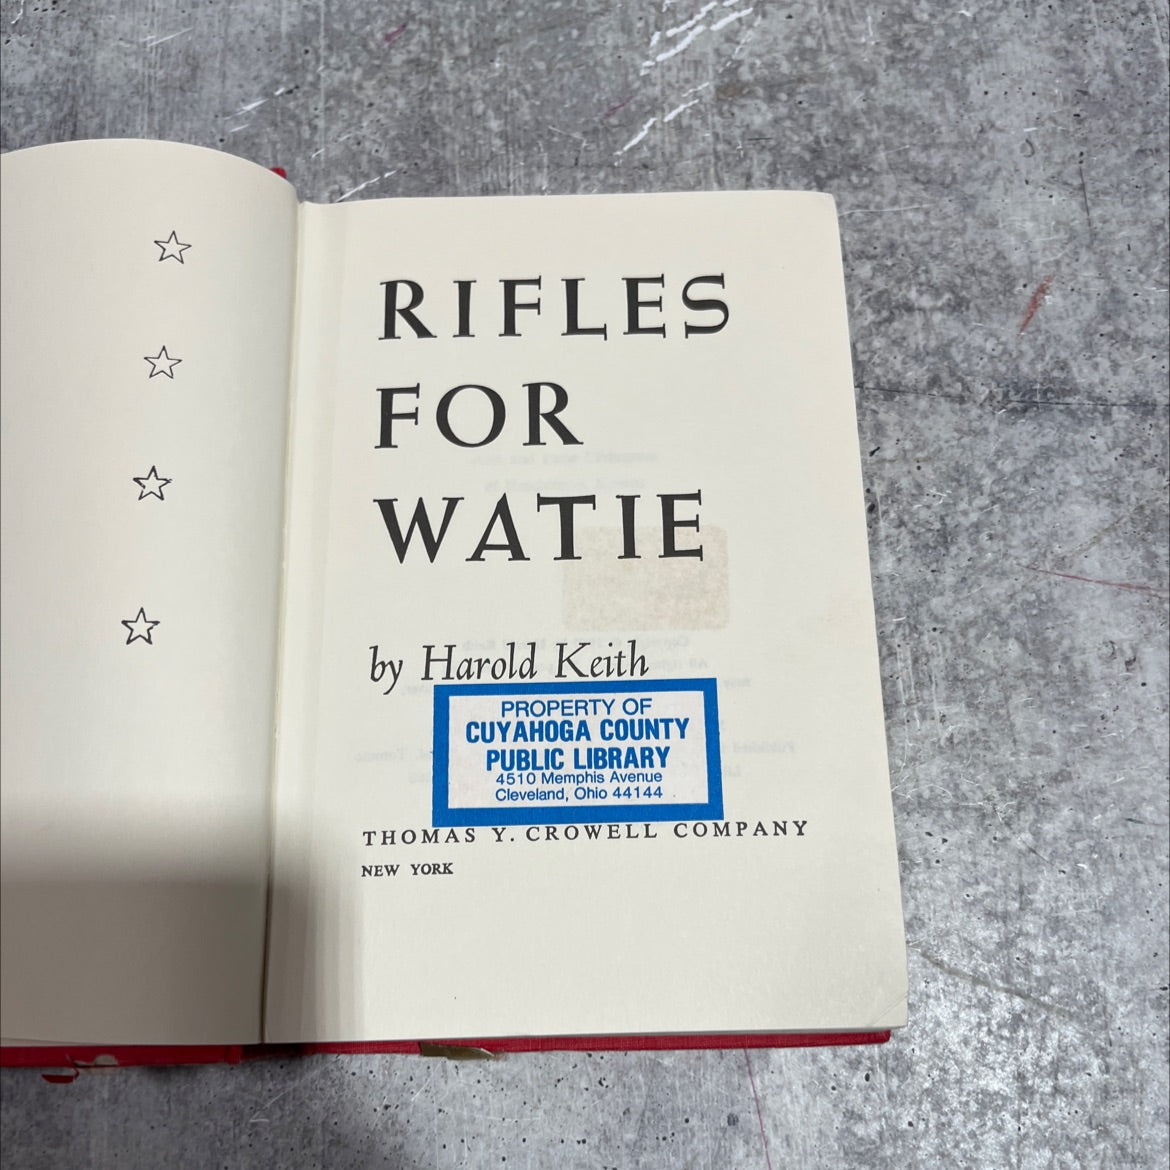 RIFLES
FOR
WATIE
by Harold Keith
PROPERTY OF
CUYAHOGA COUNTY
PUBLIC LIBRARY
4510 Memphis Avenue
Cleveland, Ohio 44144
THOMAS Y. CROWELL COMPANY
NEW YORK